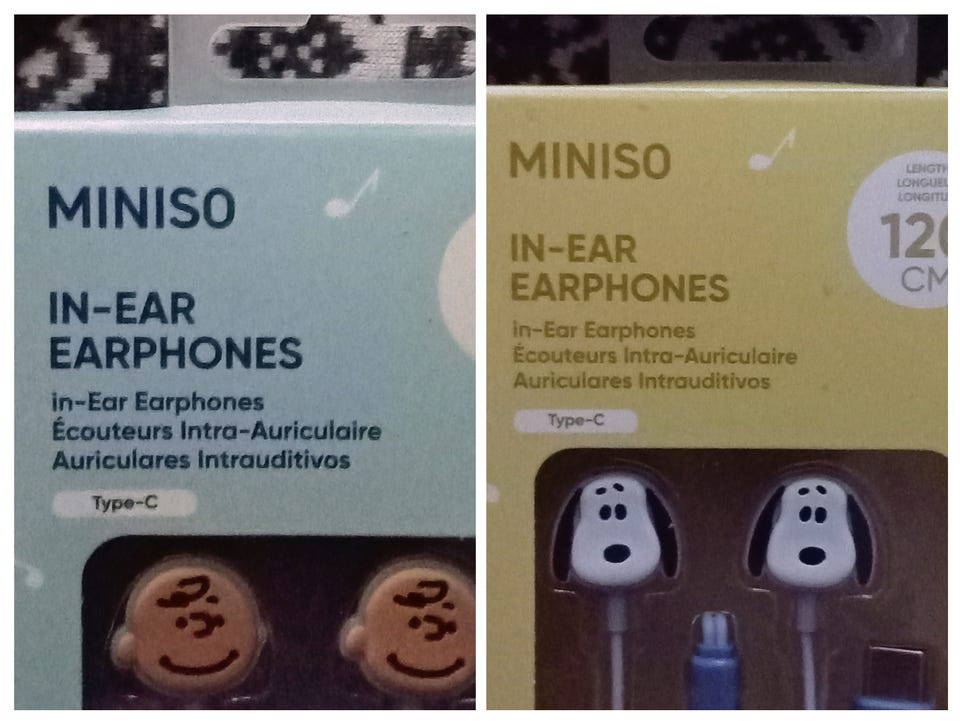 MINISO
IN-EAR
EARPHONES
in-Ear Earphones
Écouteurs Intra-Auriculaire
Auriculares Intrauditivos
Type-C
MINISO
IN-EAR
EARPHONES
in-Ear Earphones
Écouteurs Intra-Auriculaire
Auriculares Intrauditivos
Type-C
LENGTH